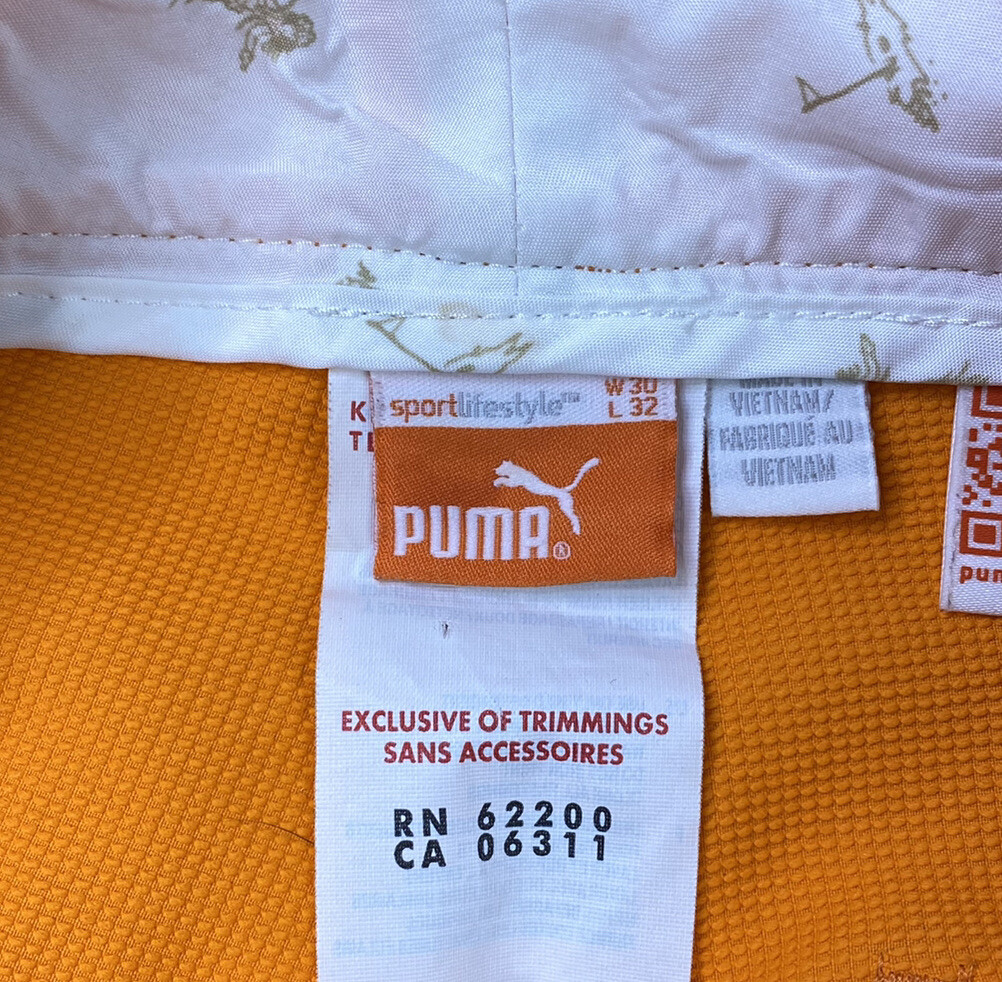 K
TE
sportlifestyle™
W 30
L 32
PUMA®
MADE IN
VIETNAM/
FABRIQUÉ AU
VIETNAM
EXCLUSIVE OF TRIMMINGS
SANS ACCESSOIRES
RN 62200
CA 06311